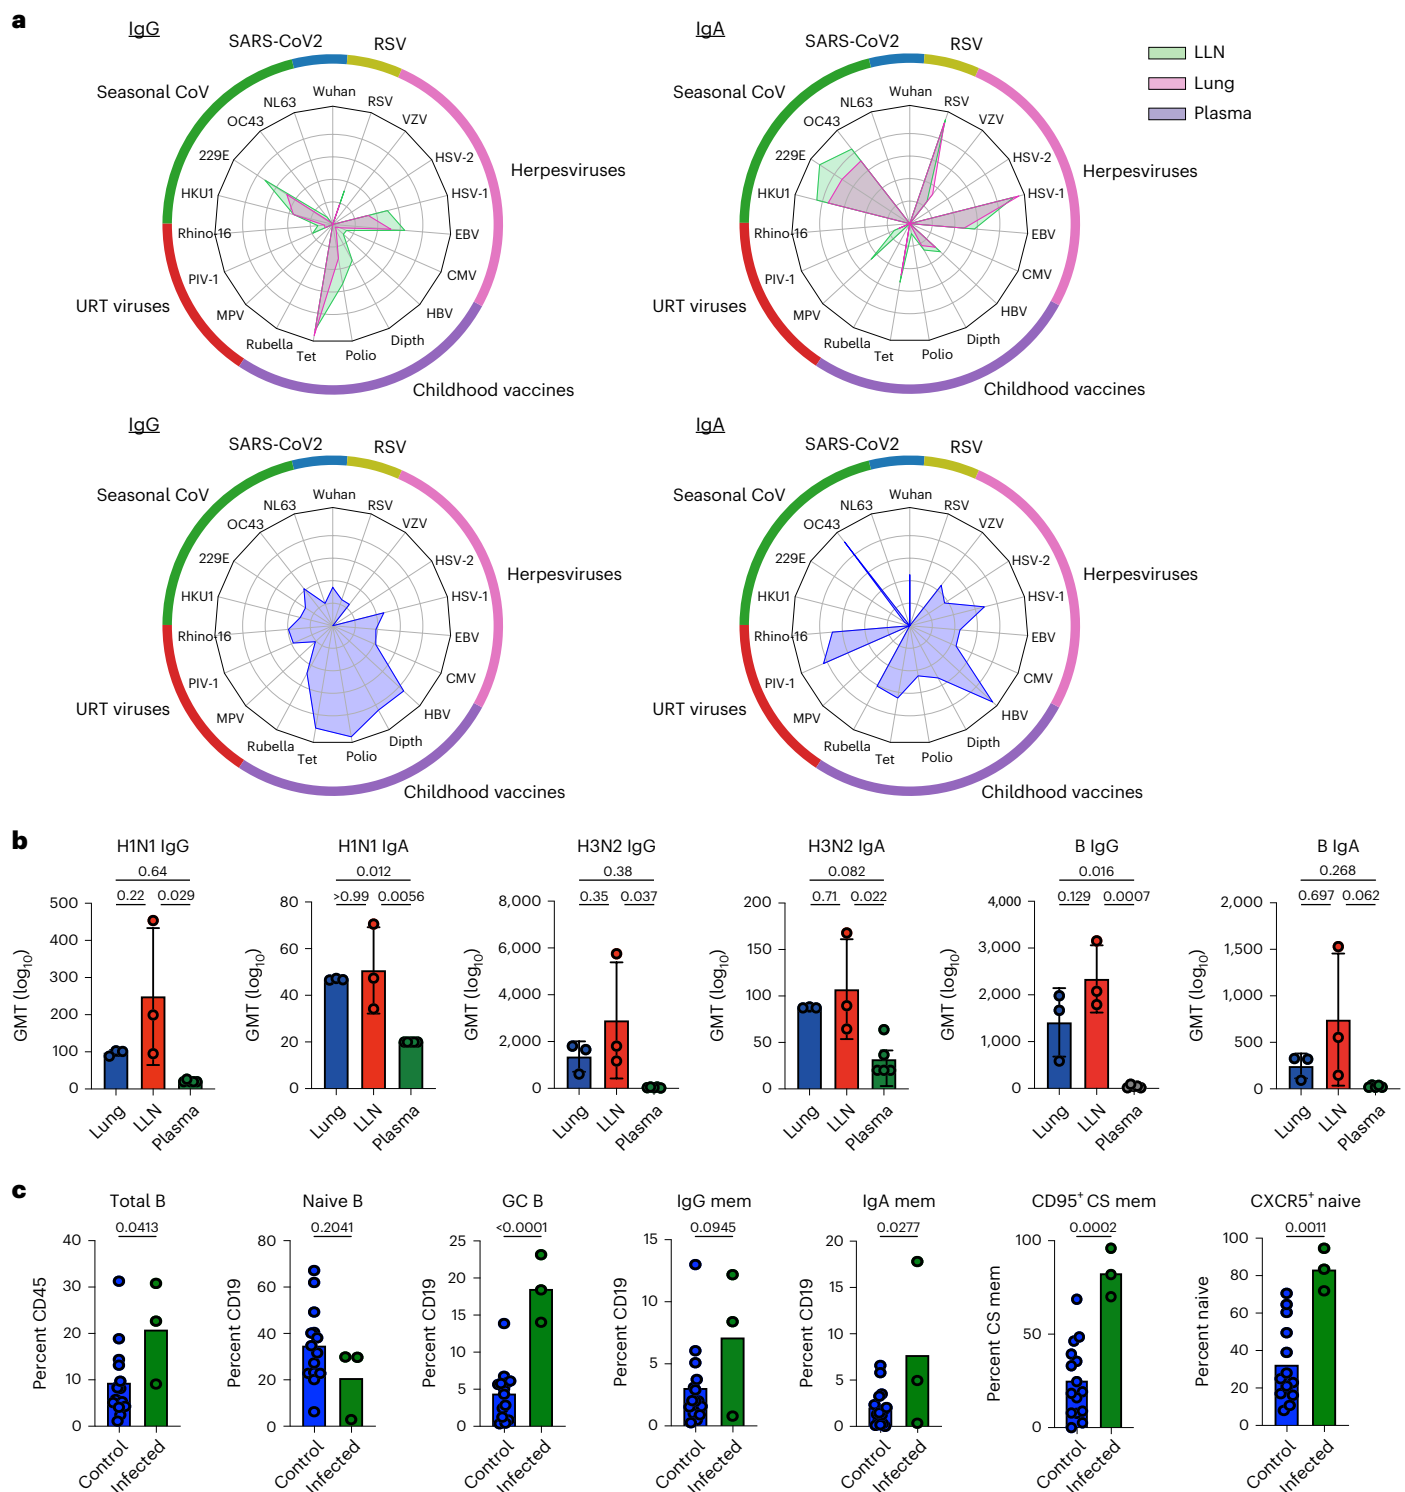 a
IgG
SARS-CoV2
RSV
Seasonal CoV
Herpesviruses
URT viruses
Childhood vaccines
Wuhan
RSV
VZV
HSV-2
HSV-1
EBV
CMV
HBV
Dipth
Polio
Tet
Rubella
MPV
PIV-1
Rhino-16
HKU1
229E
OC43
NL63
IgA
SARS-CoV2
RSV
Seasonal CoV
Herpesviruses
URT viruses
Childhood vaccines
Wuhan
RSV
VZV
HSV-2
HSV-1
EBV
CMV
HBV
Dipth
Polio
Tet
Rubella
MPV
PIV-1
Rhino-16
HKU1
229E
OC43
NL63
LLN
Lung
Plasma
IgG
SARS-CoV2
RSV
Seasonal CoV
Herpesviruses
URT viruses
Childhood vaccines
Wuhan
RSV
VZV
HSV-2
HSV-1
EBV
CMV
HBV
Dipth
Polio
Tet
Rubella
MPV
PIV-1
Rhino-16
HKU1
229E
OC43
NL63
IgA
SARS-CoV2
RSV
Seasonal CoV
Herpesviruses
URT viruses
Childhood vaccines
Wuhan
RSV
VZV
HSV-2
HSV-1
EBV
CMV
HBV
Dipth
Polio
Tet
Rubella
MPV
PIV-1
Rhino-16
HKU1
229E
OC43
NL63
b
H1N1 IgG
0.64
0.22 0.029
GMT (log10)
500
400
300
200
100
0
Lung LLN Plasma
H1N1 IgA
0.012
>0.99 0.0056
GMT (log10)
80
60
40
20
0
Lung LLN Plasma
H3N2 IgG
0.38
0.35 0.037
GMT (log10)
8,000
6,000
4,000
2,000
0
Lung LLN Plasma
H3N2 IgA
0.082
0.71 0.022
GMT (log10)
200
150
100
50
0
Lung LLN Plasma
B IgG
0.016
0.129 0.0007
GMT (log10)
4,000
3,000
2,000
1,000
0
Lung LLN Plasma
B IgA
0.268
0.697 0.062
GMT (log10)
2,000
1,500
1,000
500
0
Lung LLN Plasma
c
Total B
0.0413
Percent CD45
40
30
20
10
0
Control Infected
Naive B
0.2041
Percent CD19
80
60
40
20
0
Control Infected
GC B
<0.0001
Percent CD19
25
20
15
10
5
0
Control Infected
IgG mem
0.0945
Percent CD19
15
10
5
0
Control Infected
IgA mem
0.0277
Percent CD19
20
15
10
5
0
Control Infected
CD95+ CS mem
0.0002
Percent CS mem
100
50
0
Control Infected
CXCR5+ naive
0.0011
Percent naive
100
80
60
40
20
0
Control Infected